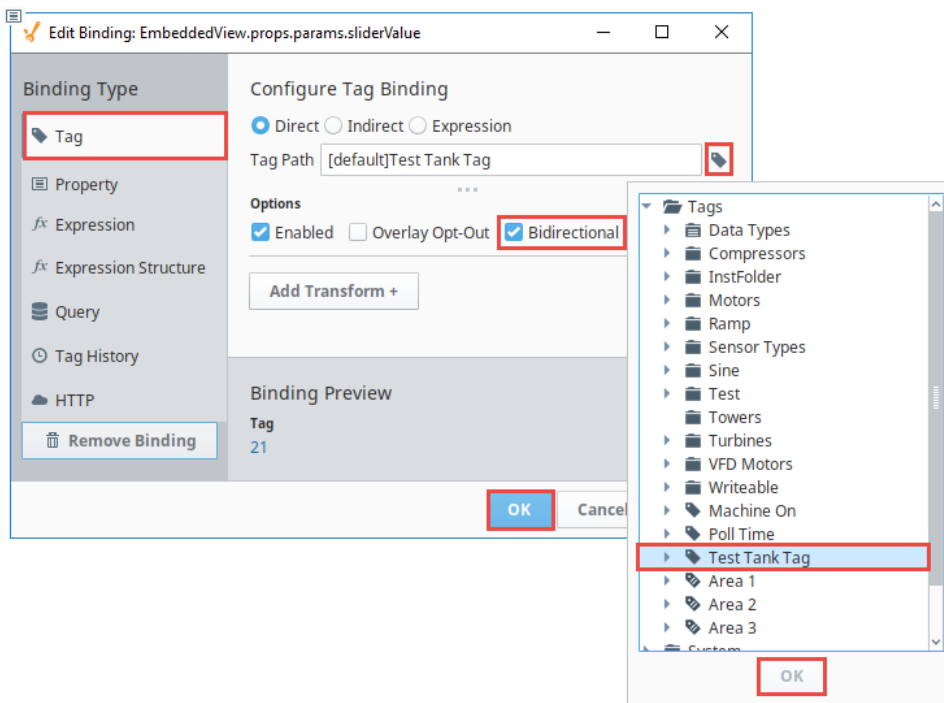 Edit Binding: EmbeddedView.props.params.sliderValue
Binding Type
Tag
Property
fx Expression
fx Expression Structure
Query
Tag History
HTTP
Remove Binding
Configure Tag Binding
Direct Indirect Expression
Tag Path [default]Test Tank Tag
Options
Enabled Overlay Opt-Out Bidirectional
Add Transform +
Binding Preview
Tag
21
OK Cancel
Tags
Data Types
Compressors
InstFolder
Motors
Ramp
Sensor Types
Sine
Test
Towers
Turbines
VFD Motors
Writeable
Machine On
Poll Time
Test Tank Tag
Area 1
Area 2
Area 3
System
OK